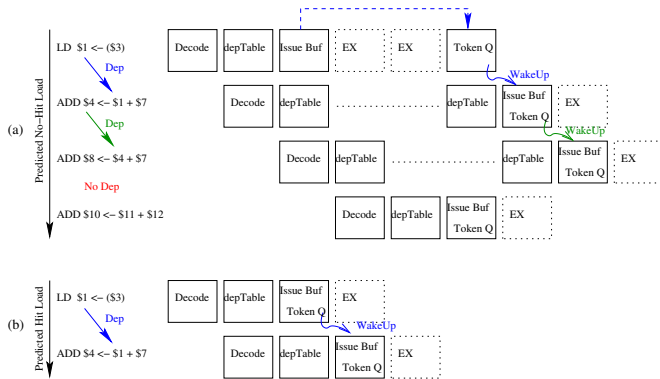 LD $1 <- ($3) Decode depTable Issue Buf EX EX Token Q
Dep
WakeUp
ADD $4 <- $1 + $7 Decode depTable depTable Issue Buf EX
Token Q
(a)
Predicted No-Hit Load
Dep
WakeUp
ADD $8 <- $4 + $7 Decode depTable depTable Issue Buf EX
Token Q
No Dep
ADD $10 <- $11 + $12 Decode depTable Issue Buf EX
Token Q
(b)
Predicted Hit Load
LD $1 <- ($3) Decode depTable Issue Buf EX
Token Q
Dep
WakeUp
ADD $4 <- $1 + $7 Decode depTable Issue Buf EX
Token Q